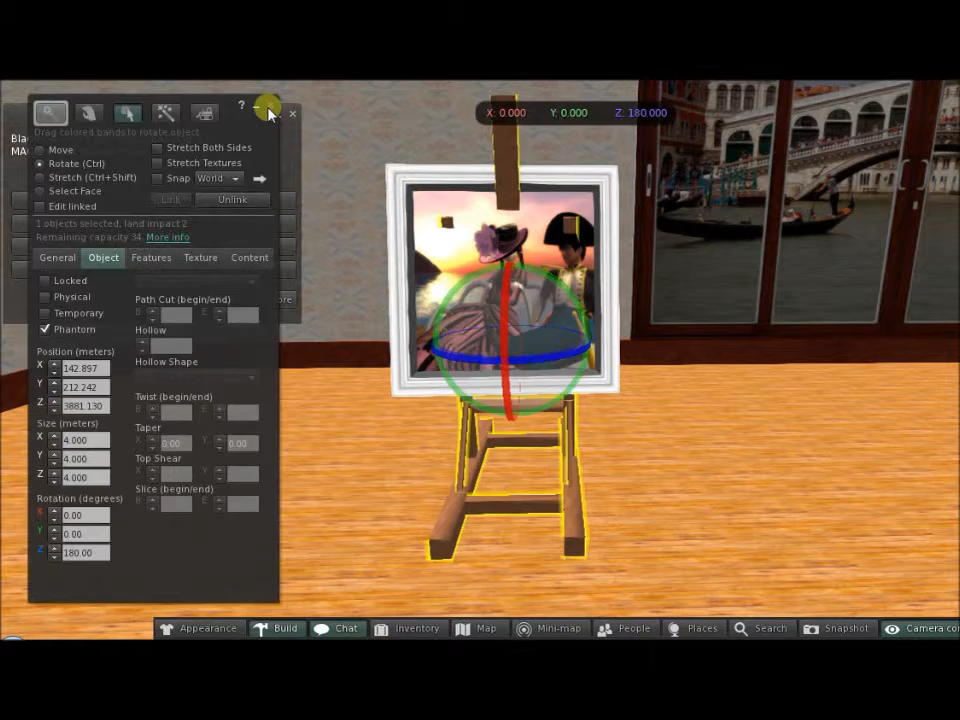 ?
X: 0.000 Y: 0.000 Z: 180.000
Drag colored bands to rotate object
Bla
MA
Move
Rotate (Ctrl)
Stretch (Ctrl+Shift)
Select Face
Edit linked
Stretch Both Sides
Stretch Textures
Snap World
Link Unlink
1 objects selected, land impact 2
Remaining capacity 34. More info
General Object Features Texture Content
Locked
Physical
Temporary
Phantom
Position (meters)
X 142.897
Y 212.242
Z 3881.130
Size (meters)
X 4.000
Y 4.000
Z 4.000
Rotation (degrees)
X 0.00
Y 0.00
Z 180.00
Path Cut (begin/end)
B E
Hollow
Hollow Shape
Twist (begin/end)
B E
Taper
X 0.00 Y 0.00
Top Shear
X Y
Slice (begin/end)
B E
ore
Appearance Build Chat Inventory Map Mini-map People Places Search Snapshot Camera co